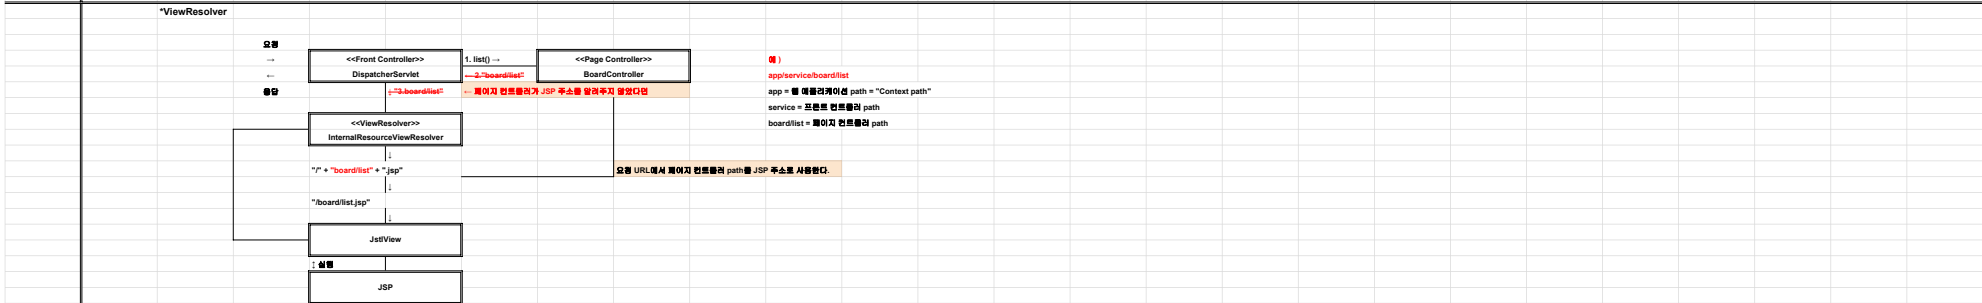 *ViewResolver
요청
→ <<Front Controller>> 1. list() → <<Page Controller>> 예)
← DispatcherServlet ← 2."board/list" BoardController app/service/board/list
응답 ↓ "3.board/list" ← 페이지 컨트롤러가 JSP 주소를 알려주지 않았다면 app = 웹 애플리케이션 path = "Context path"
service = 프론트 컨트롤러 path
<<ViewResolver>> board/list = 페이지 컨트롤러 path
InternalResourceViewResolver
↓
"/" + "board/list" + ".jsp" 요청 URL에서 페이지 컨트롤러 path를 JSP 주소로 사용한다.
↓
"/board/list.jsp"
↓
JstlView
↕ 실행
JSP